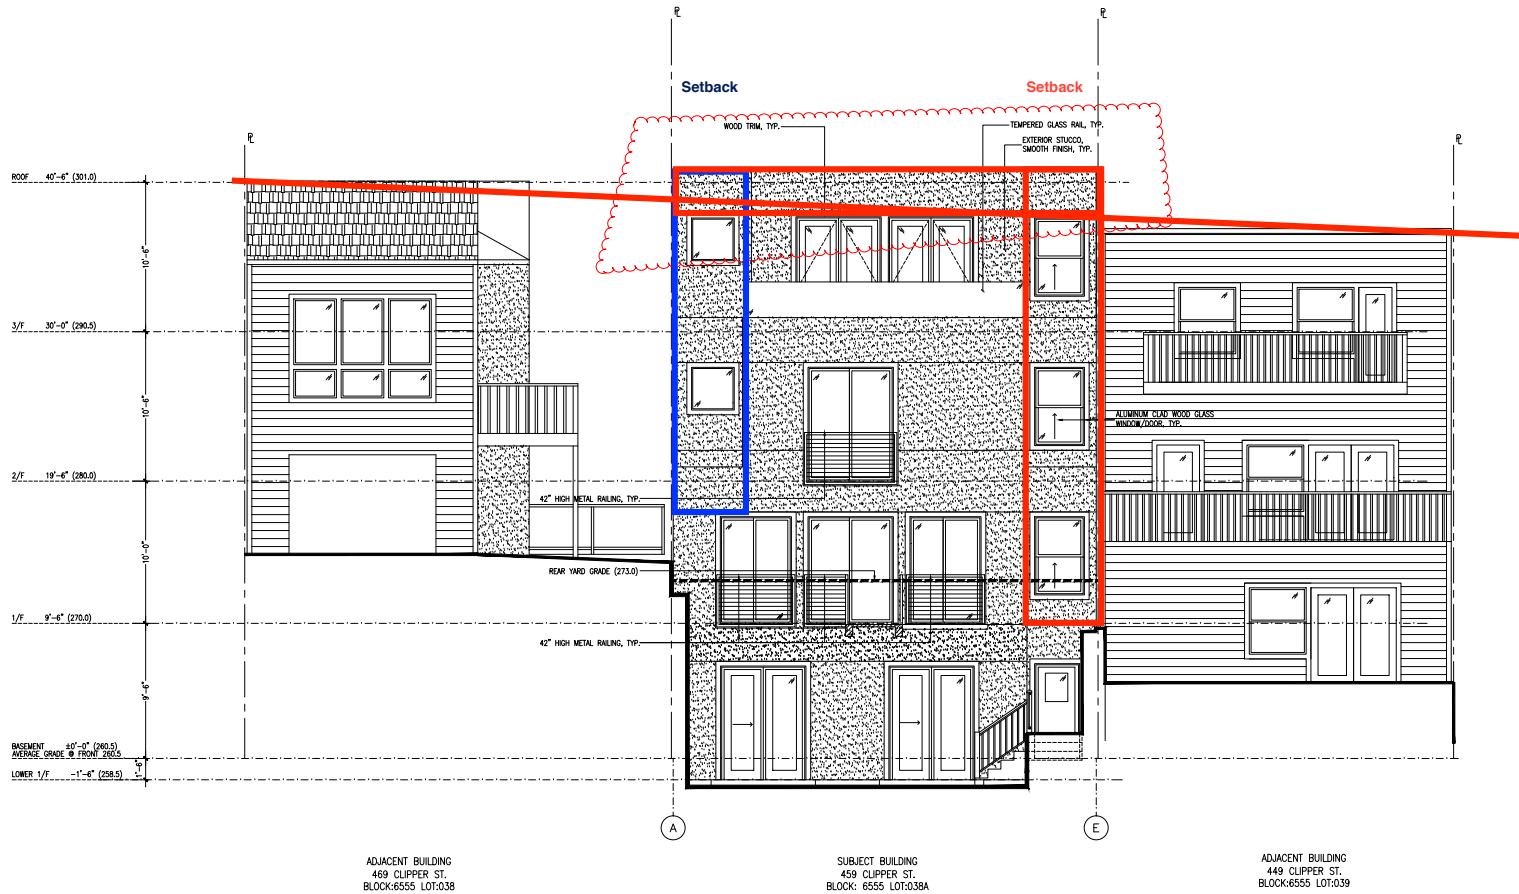 PL
PL
Setback
Setback
WOOD TRIM, TYP.
TEMPERED GLASS RAIL, TYP.
EXTERIOR STUCCO,
SMOOTH FINISH, TYP.
PL
PL
ROOF 40'-6" (301.0)
10'-6"
3/F 30'-0" (290.5)
10'-6"
ALUMINUM CLAD WOOD GLASS
WINDOW/DOOR, TYP.
2/F 19'-6" (280.0)
42" HIGH METAL RAILING, TYP.
10'-0"
REAR YARD GRADE (273.0)
1/F 9'-6" (270.0)
42" HIGH METAL RAILING, TYP.
9'-6"
BASEMENT ±0'-0" (260.5)
AVERAGE GRADE @ FRONT 260.5
1'-6"
LOWER 1/F -1'-6" (258.5)
A
E
ADJACENT BUILDING
469 CLIPPER ST.
BLOCK:6555 LOT:038
SUBJECT BUILDING
459 CLIPPER ST.
BLOCK: 6555 LOT:038A
ADJACENT BUILDING
449 CLIPPER ST.
BLOCK:6555 LOT:039